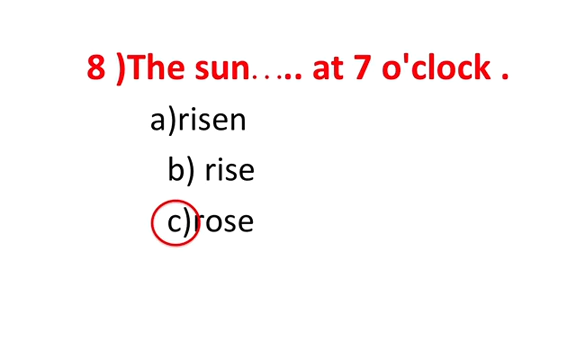 8 )The sun..... at 7 o'clock .
a)risen
b) rise
c)rose